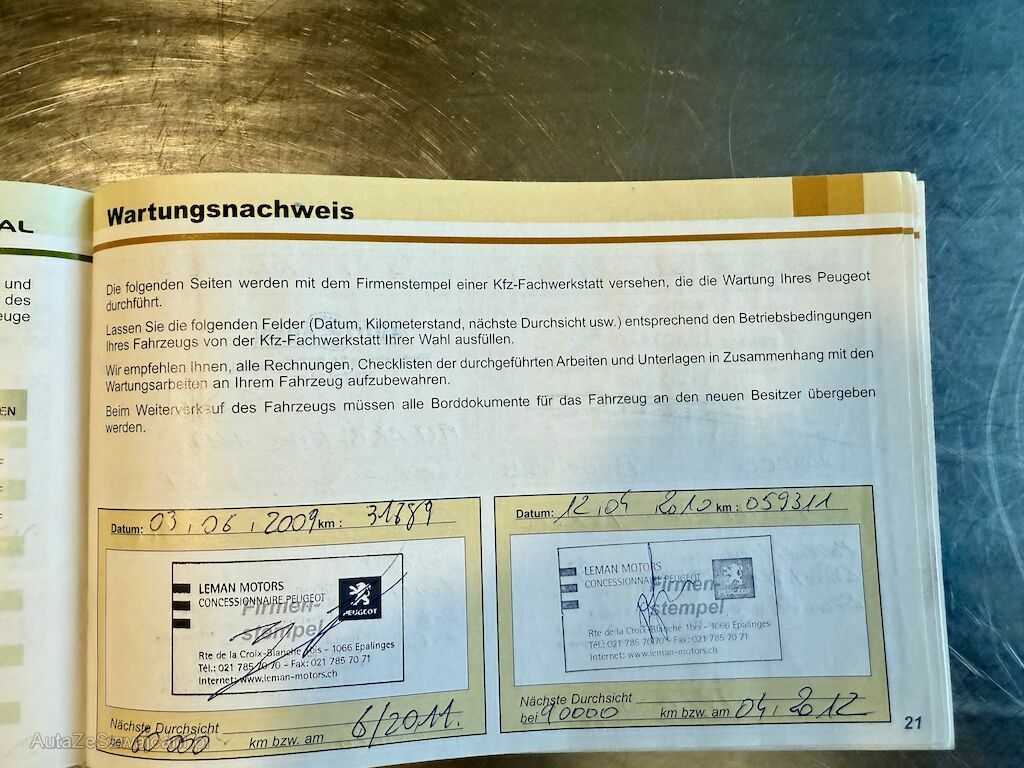 AL
und
des
euge
EN
Wartungsnachweis
Die folgenden Seiten werden mit dem Firmenstempel einer Kfz-Fachwerkstatt versehen, die die Wartung Ihres Peugeot
durchführt.
Lassen Sie die folgenden Felder (Datum, Kilometerstand, nächste Durchsicht usw.) entsprechend den Betriebsbedingungen
Ihres Fahrzeugs von der Kfz-Fachwerkstatt Ihrer Wahl ausfüllen.
Wir empfehlen Ihnen, alle Rechnungen, Checklisten der durchgeführten Arbeiten und Unterlagen in Zusammenhang mit den
Wartungsarbeiten an Ihrem Fahrzeug aufzubewahren.
Beim Weiterverkauf des Fahrzeugs müssen alle Borddokumente für das Fahrzeug an den neuen Besitzer übergeben
werden.
Datum: 03.06.2009 km :
LEMAN MOTORS
CONCESSIONNAIRE PEUGEOT
PEUGEOT
Firmen-
stempel
Rte de la Croix-Blanche 1bis - 1066 Epalinges
Tél.: 021 785 70 70 - Fax: 021 785 70 71
Internet: www.leman-motors.ch
Nächste Durchsicht
bei 60 000 km bzw. am 6/2011.
Datum: 12.04 2010 km : 059311
LEMAN MOTORS
CONCESSIONNAIRE PEUGEOT
Firmen-
stempel
Rte de la Croix-Blanche 1bis - 1066 Epalinges
Tél.: 021 785 70 70 - Fax: 021 785 70 71
Internet: www.leman-motors.ch
Nächste Durchsicht
bei 90000 km bzw. am 04.2012
21